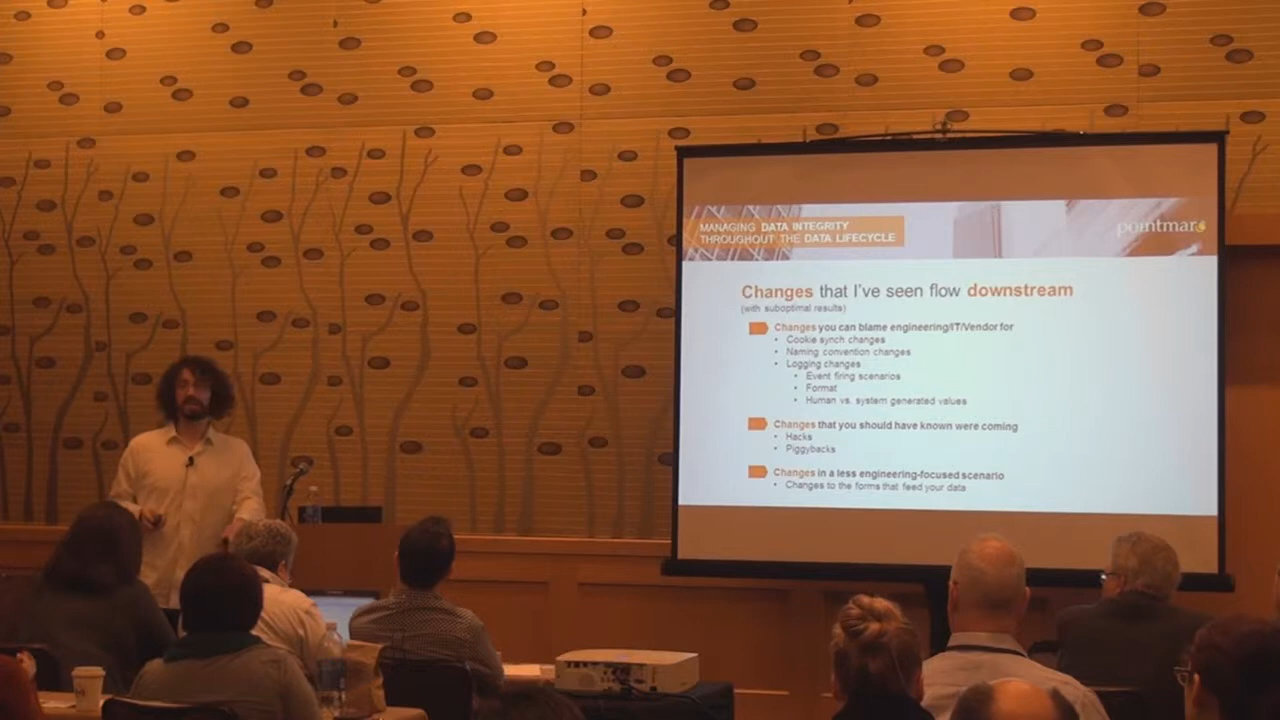 MANAGING DATA INTEGRITY
THROUGHOUT THE DATA LIFECYCLE
pointmarc
Changes that I've seen flow downstream
(with suboptimal results)
Changes you can blame engineering/IT/Vendor for
• Cookie synch changes
• Naming convention changes
• Logging changes
• Event firing scenarios
• Format
• Human vs. system generated values
Changes that you should have known were coming
• Hacks
• Piggybacks
Changes in a less engineering-focused scenario
• Changes to the forms that feed your data